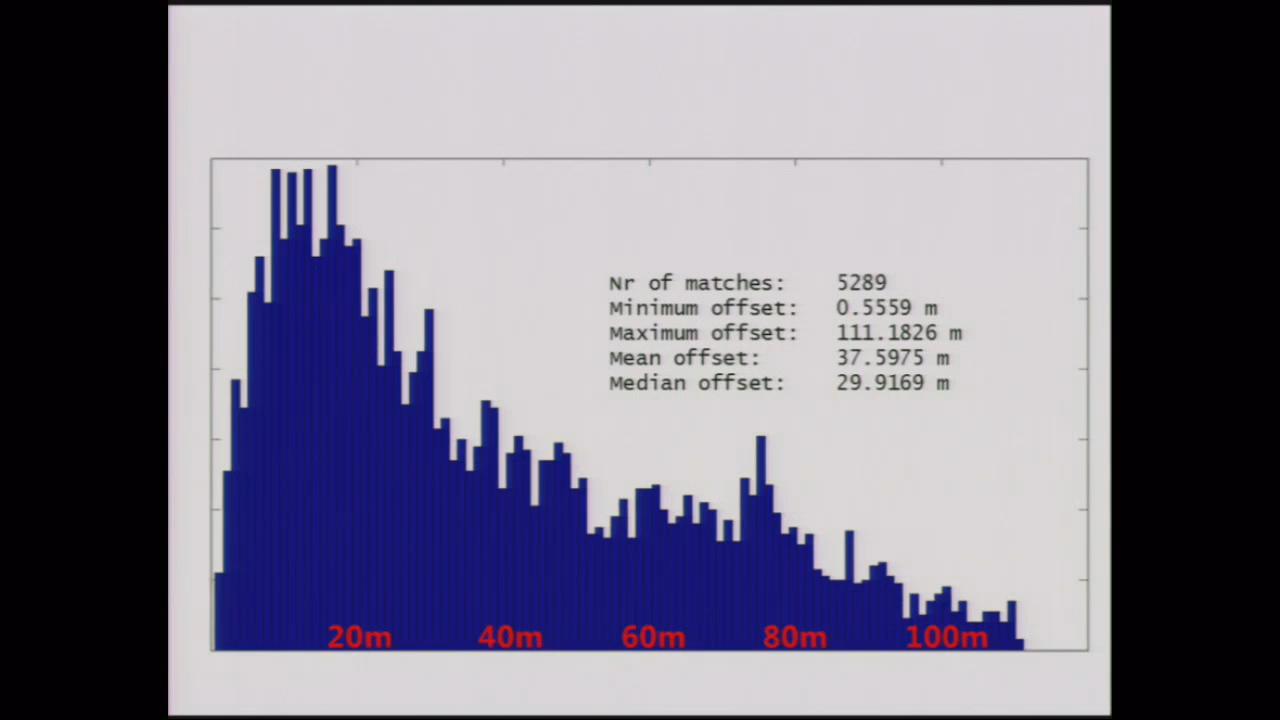 Nr of matches: 5289
Minimum offset: 0.5559 m
Maximum offset: 111.1826 m
Mean offset: 37.5975 m
Median offset: 29.9169 m
20m 40m 60m 80m 100m